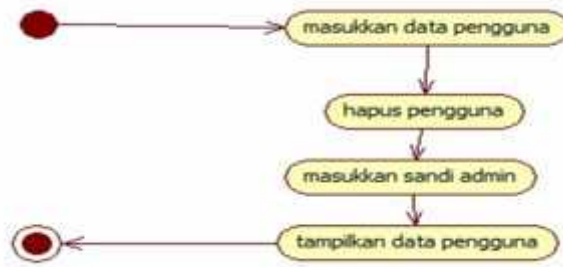 masukkan data pengguna
hapus pengguna
masukkan sandi admin
tampilkan data pengguna